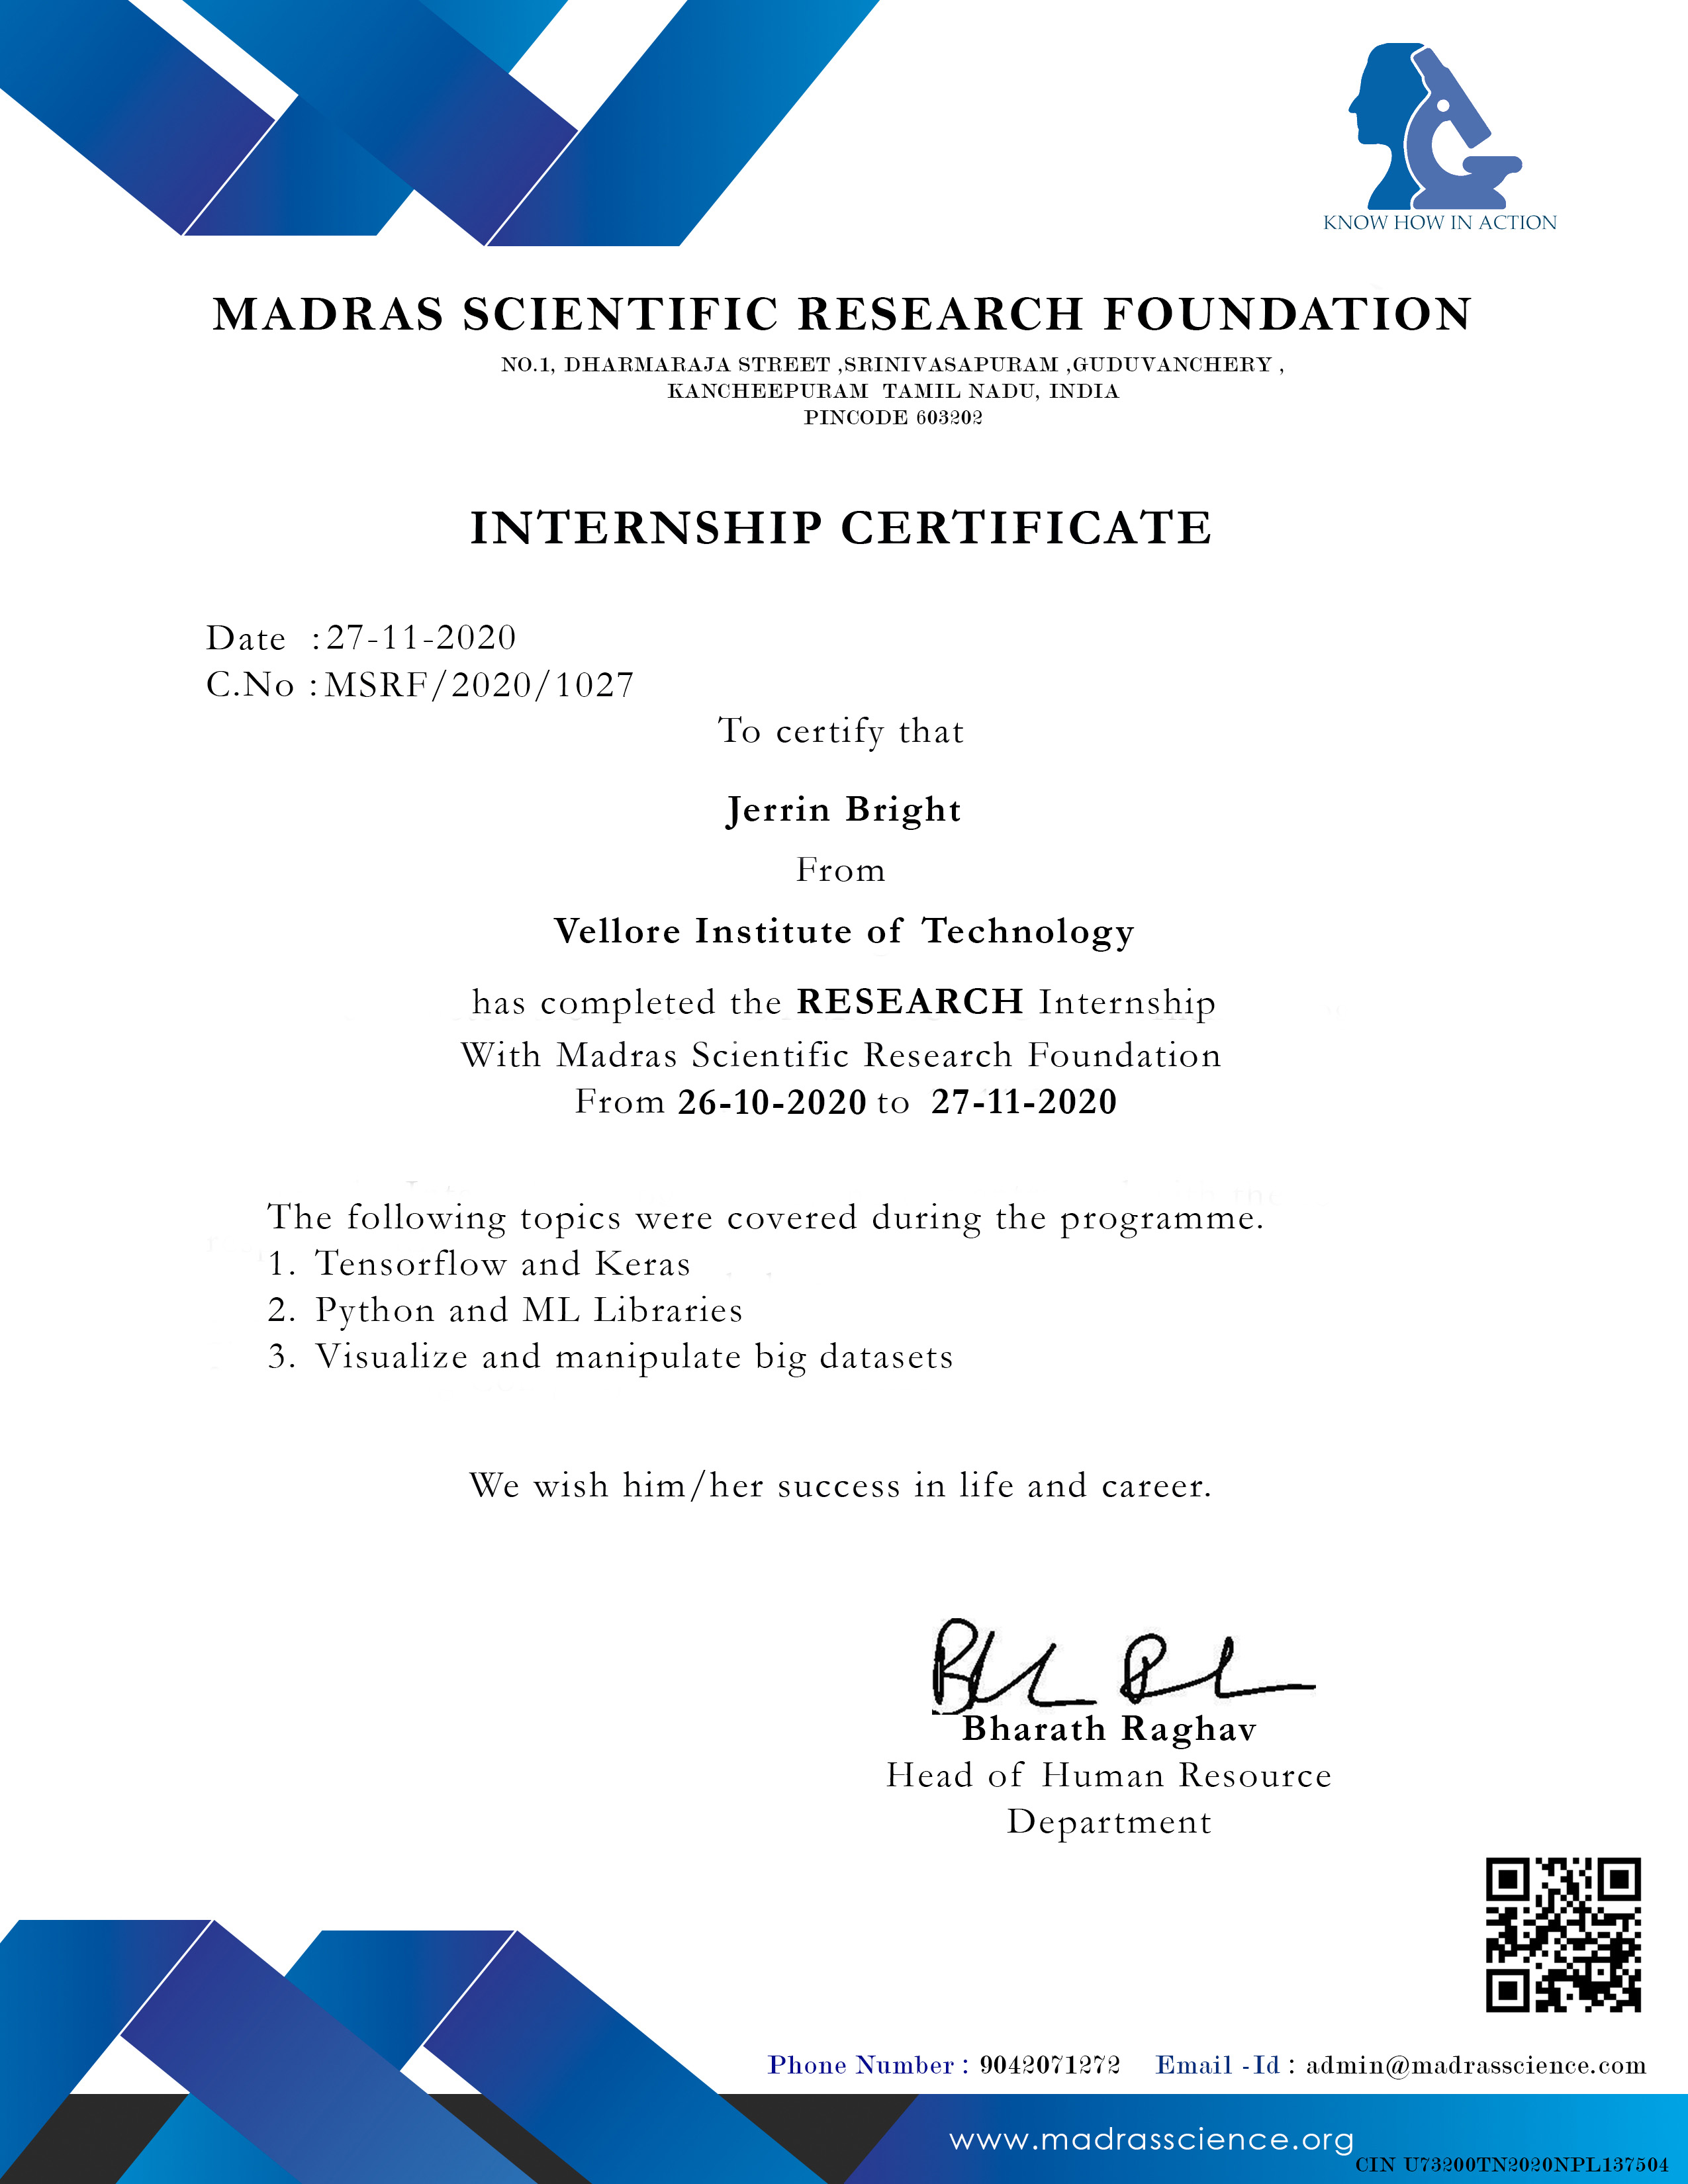 KNOW HOW IN ACTION
MADRAS SCIENTIFIC RESEARCH FOUNDATION
NO.1, DHARMARAJA STREET ,SRINIVASAPURAM ,GUDUVANCHERY ,
KANCHEEPURAM TAMIL NADU, INDIA
PINCODE 603202
INTERNSHIP CERTIFICATE
Date :27-11-2020
C.No :MSRF/2020/1027
To certify that
Jerrin Bright
From
Vellore Institute of Technology
has completed the RESEARCH Internship
With Madras Scientific Research Foundation
From 26-10-2020 to 27-11-2020
The following topics were covered during the programme.
1. Tensorflow and Keras
2. Python and ML Libraries
3. Visualize and manipulate big datasets
We wish him/her success in life and career.
Bharath Raghav
Head of Human Resource
Department
Phone Number : 9042071272 Email -Id : admin@madrasscience.com
www.madrasscience.org
CIN U73200TN2020NPL137504